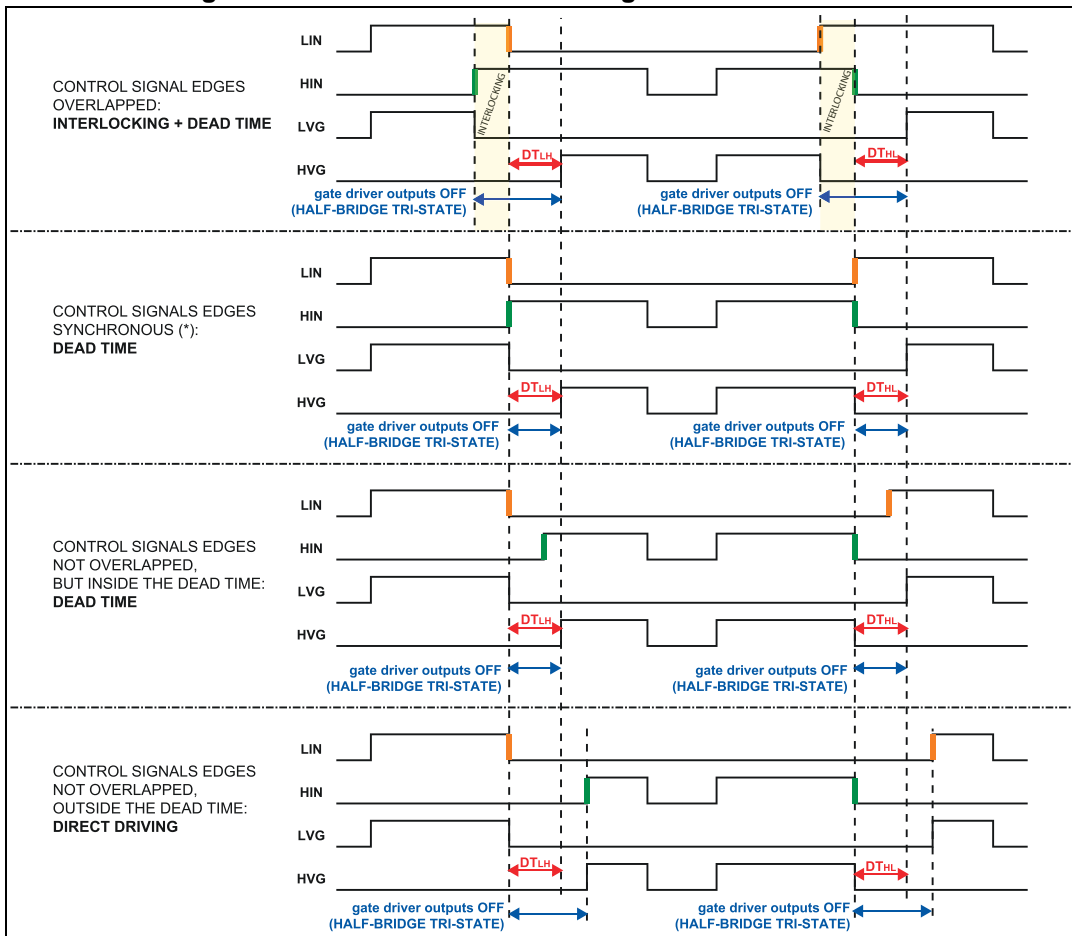 LIN
HIN
LVG
HVG
CONTROL SIGNAL EDGES
OVERLAPPED:
INTERLOCKING + DEAD TIME
INTERLOCKING
INTERLOCKING
DTLH
DTHL
gate driver outputs OFF
(HALF-BRIDGE TRI-STATE)
gate driver outputs OFF
(HALF-BRIDGE TRI-STATE)
LIN
HIN
LVG
HVG
CONTROL SIGNALS EDGES
SYNCHRONOUS (*):
DEAD TIME
DTLH
DTHL
gate driver outputs OFF
(HALF-BRIDGE TRI-STATE)
gate driver outputs OFF
(HALF-BRIDGE TRI-STATE)
LIN
HIN
LVG
HVG
CONTROL SIGNALS EDGES
NOT OVERLAPPED,
BUT INSIDE THE DEAD TIME:
DEAD TIME
DTLH
DTHL
gate driver outputs OFF
(HALF-BRIDGE TRI-STATE)
gate driver outputs OFF
(HALF-BRIDGE TRI-STATE)
LIN
HIN
LVG
HVG
CONTROL SIGNALS EDGES
NOT OVERLAPPED,
OUTSIDE THE DEAD TIME:
DIRECT DRIVING
DTLH
DTHL
gate driver outputs OFF
(HALF-BRIDGE TRI-STATE)
gate driver outputs OFF
(HALF-BRIDGE TRI-STATE)